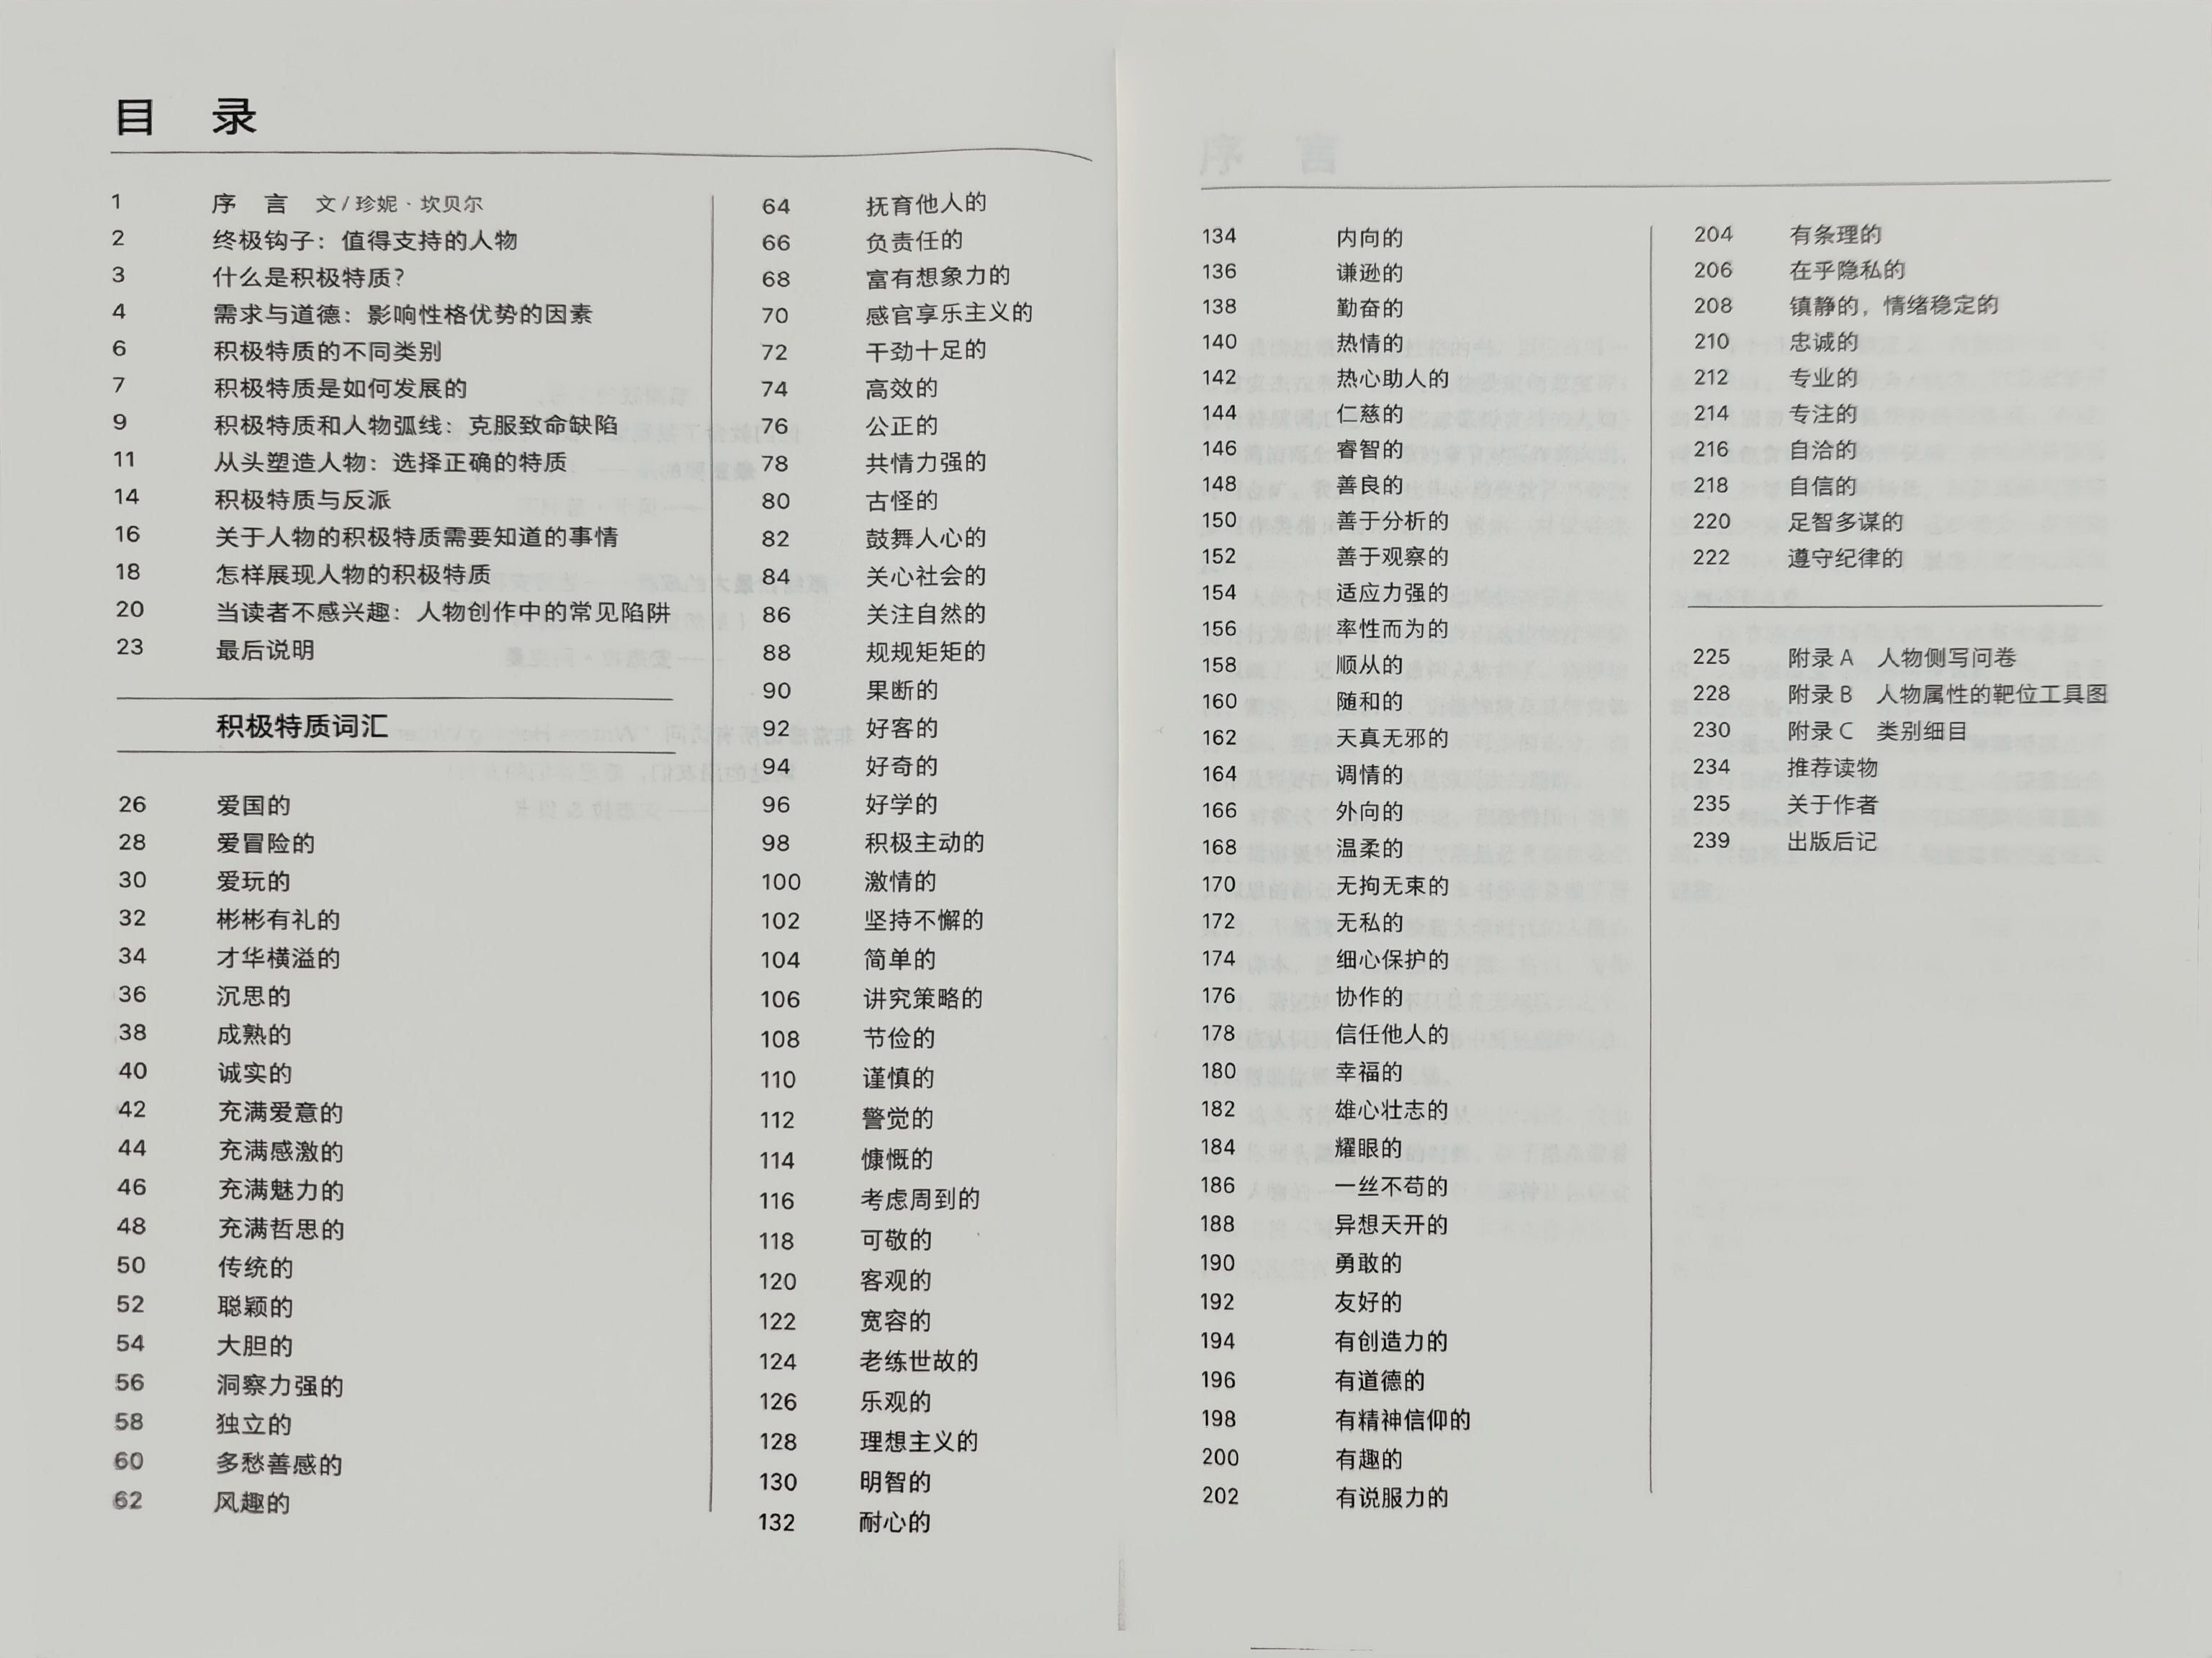 目 录
1 序 言 文/珍妮·坎贝尔
2 终极钩子：值得支持的人物
3 什么是积极特质？
4 需求与道德：影响性格优势的因素
6 积极特质的不同类别
7 积极特质是如何发展的
9 积极特质和人物弧线：克服致命缺陷
11 从头塑造人物：选择正确的特质
14 积极特质与反派
16 关于人物的积极特质需要知道的事情
18 怎样展现人物的积极特质
20 当读者不感兴趣：人物创作中的常见陷阱
23 最后说明
积极特质词汇
26 爱国的
28 爱冒险的
30 爱玩的
32 彬彬有礼的
34 才华横溢的
36 沉思的
38 成熟的
40 诚实的
42 充满爱意的
44 充满感激的
46 充满魅力的
48 充满哲思的
50 传统的
52 聪颖的
54 大胆的
56 洞察力强的
58 独立的
60 多愁善感的
62 风趣的
64 抚育他人的
66 负责任的
68 富有想象力的
70 感官享乐主义的
72 干劲十足的
74 高效的
76 公正的
78 共情力强的
80 古怪的
82 鼓舞人心的
84 关心社会的
86 关注自然的
88 规规矩矩的
90 果断的
92 好客的
94 好奇的
96 好学的
98 积极主动的
100 激情的
102 坚持不懈的
104 简单的
106 讲究策略的
108 节俭的
110 谨慎的
112 警觉的
114 慷慨的
116 考虑周到的
118 可敬的
120 客观的
122 宽容的
124 老练世故的
126 乐观的
128 理想主义的
130 明智的
132 耐心的
序 言
134 内向的
136 谦逊的
138 勤奋的
140 热情的
142 热心助人的
144 仁慈的
146 睿智的
148 善良的
150 善于分析的
152 善于观察的
154 适应力强的
156 率性而为的
158 顺从的
160 随和的
162 天真无邪的
164 调情的
166 外向的
168 温柔的
170 无拘无束的
172 无私的
174 细心保护的
176 协作的
178 信任他人的
180 幸福的
182 雄心壮志的
184 耀眼的
186 一丝不苟的
188 异想天开的
190 勇敢的
192 友好的
194 有创造力的
196 有道德的
198 有精神信仰的
200 有趣的
202 有说服力的
204 有条理的
206 在乎隐私的
208 镇静的，情绪稳定的
210 忠诚的
212 专业的
214 专注的
216 自洽的
218 自信的
220 足智多谋的
222 遵守纪律的
225 附录 A 人物侧写问卷
228 附录 B 人物属性的靶位工具图
230 附录 C 类别细目
234 推荐读物
235 关于作者
239 出版后记